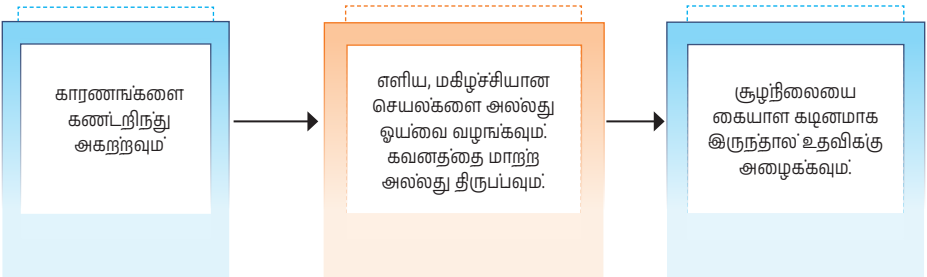 காரணங்களை
கண்டறிந்து
அகற்றவும்
எளிய, மகிழ்ச்சியான
செயல்களை அல்லது
ஓய்வை வழங்கவும்.
கவனத்தை மாற்ற
அல்லது திருப்பவும்.
சூழ்நிலையை
கையாள கடினமாக
இருந்தால் உதவிக்கு
அழைக்கவும்.